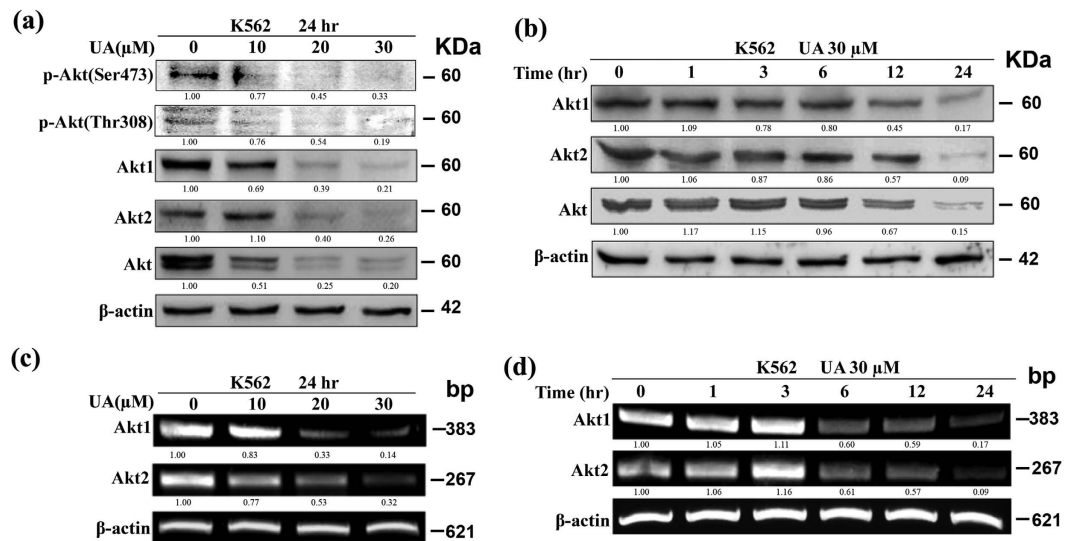 (a)
K562 24 hr
UA(µM) 0 10 20 30 KDa
p-Akt(Ser473) 60
1.00 0.77 0.45 0.33
p-Akt(Thr308) 60
1.00 0.76 0.54 0.19
Akt1 60
1.00 0.69 0.39 0.21
Akt2 60
1.00 1.10 0.40 0.26
Akt 60
1.00 0.51 0.25 0.20
β-actin 42
(b)
K562 UA 30 µM
Time (hr) 0 1 3 6 12 24 KDa
Akt1 60
1.00 1.09 0.78 0.80 0.45 0.17
Akt2 60
1.00 1.06 0.87 0.86 0.57 0.09
Akt 60
1.00 1.17 1.15 0.96 0.67 0.15
β-actin 42
(c)
K562 24 hr
UA(µM) 0 10 20 30 bp
Akt1 383
1.00 0.83 0.33 0.14
Akt2 267
1.00 0.77 0.53 0.32
β-actin 621
(d)
K562 UA 30 µM
Time (hr) 0 1 3 6 12 24 bp
Akt1 383
1.00 1.05 1.11 0.60 0.59 0.17
Akt2 267
1.00 1.06 1.16 0.61 0.57 0.09
β-actin 621